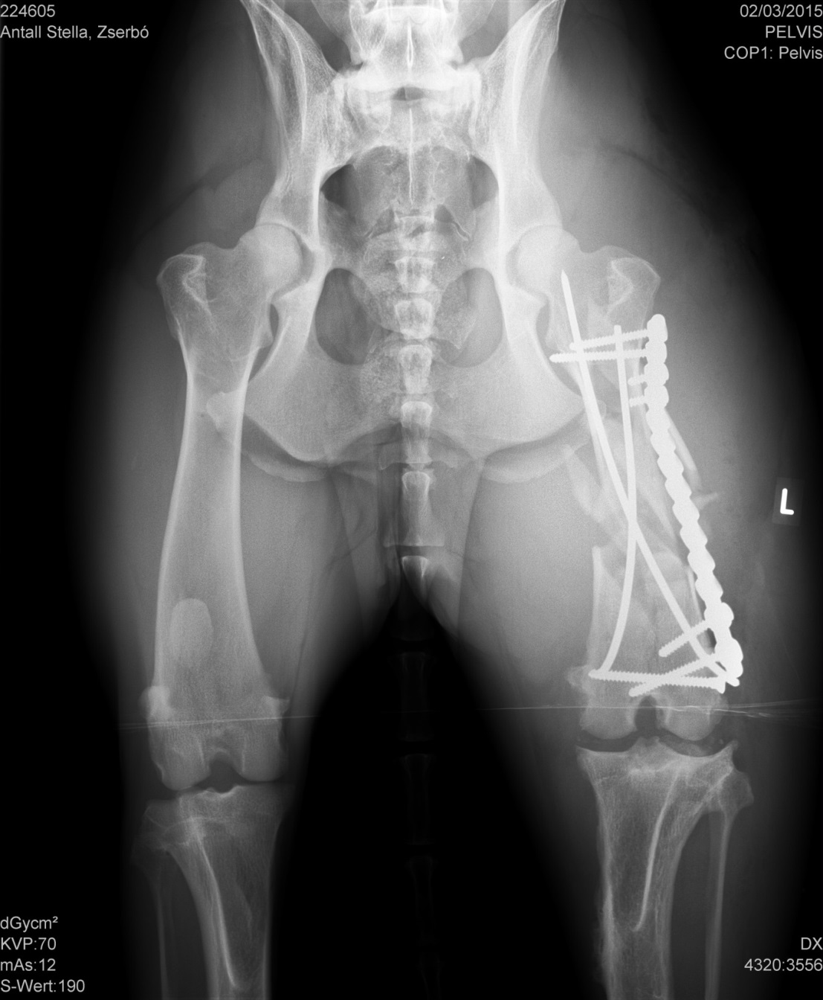 224605
Antall Stella, Zserbó
02/03/2015
PELVIS
COP1: Pelvis
L
dGycm²
KVP:70
mAs:12
S-Wert:190
DX
4320:3556